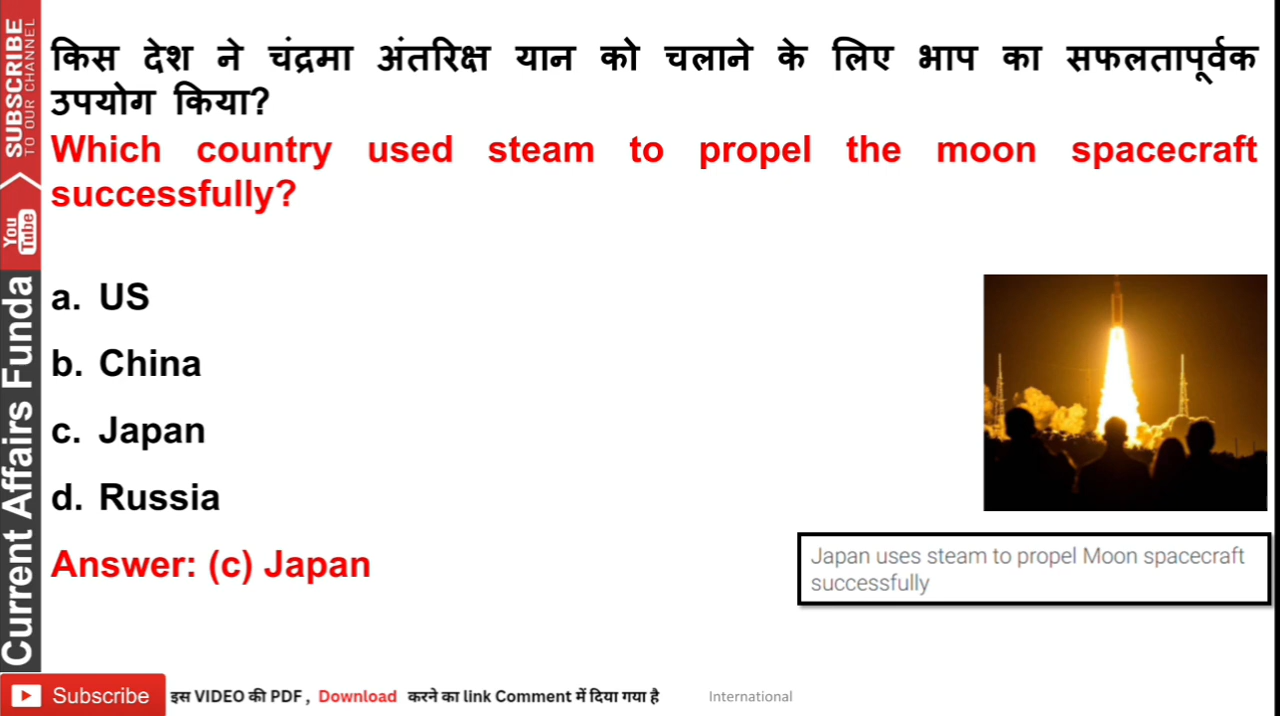 किस देश ने चंद्रमा अंतरिक्ष यान को चलाने के लिए भाप का सफलतापूर्वक
उपयोग किया?
Which country used steam to propel the moon spacecraft
successfully?
a. US
b. China
c. Japan
d. Russia
Answer: (c) Japan
Japan uses steam to propel Moon spacecraft
successfully
SUBSCRIBE
TO OUR CHANNEL
You
Tube
Current Affairs Funda
Subscribe
इस VIDEO की PDF , Download करने का link Comment में दिया गया है
International